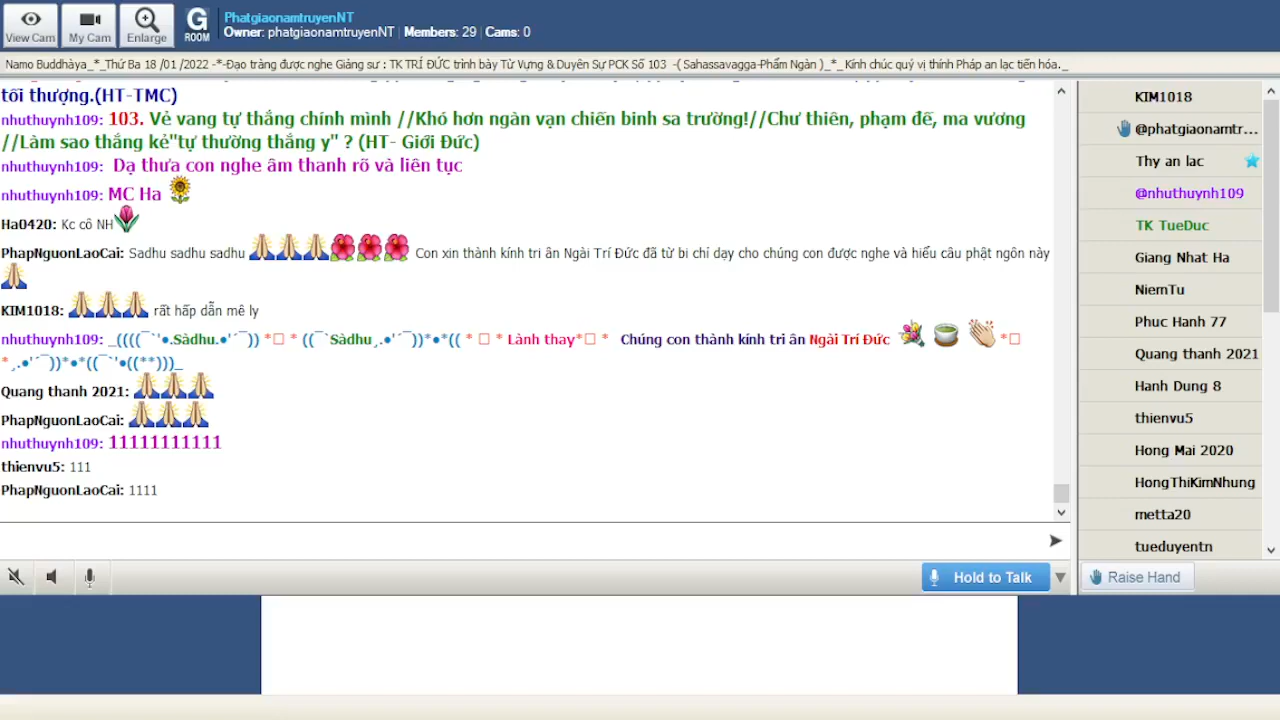 View Cam
My Cam
Enlarge
G ROOM
PhatgiaonamtruyenNT
Owner: phatgiaonamtruyenNT | Members: 29 | Cams: 0
Namo Buddhàya_*_Thứ Ba 18 /01 /2022 -*-Đạo tràng được nghe Giảng sư : TK TRÍ ĐỨC trình bày Từ Vựng & Duyên Sự PCK Số 103 -( Sahassavagga-Phẩm Ngàn )_*_Kính chúc quý vị thính Pháp an lạc tiến hóa._
tối thượng.(HT-TMC)
nhuthuynh109: 103. Vẻ vang tự thắng chính mình //Khó hơn ngàn vạn chiến binh sa trường!//Chư thiên, phạm đế, ma vương
//Làm sao thắng kẻ"tự thường thắng y" ? (HT- Giới Đức)
nhuthuynh109: Dạ thưa con nghe âm thanh rõ và liên tục
nhuthuynh109: MC Ha
Ha0420: Kc cô NH
PhapNguonLaoCai: Sadhu sadhu sadhu Con xin thành kính tri ân Ngài Trí Đức đã từ bi chỉ dạy cho chúng con được nghe và hiểu câu phật ngôn này
KIM1018: rất hấp dẫn mê ly
nhuthuynh109: _((((¯`'•.Sàdhu.•'´¯)) *□ * ((¯`Sàdhu¸.•'´¯))*•*(( * □ * Lành thay*□ * Chúng con thành kính tri ân Ngài Trí Đức *□
*¸.•'´¯))*•*((¯`'•((**)))_
Quang thanh 2021:
PhapNguonLaoCai:
nhuthuynh109: 11111111111
thienvu5: 111
PhapNguonLaoCai: 1111
Hold to Talk
KIM1018
@phatgiaonamtr...
Thy an lac
@nhuthuynh109
TK TueDuc
Giang Nhat Ha
NiemTu
Phuc Hanh 77
Quang thanh 2021
Hanh Dung 8
thienvu5
Hong Mai 2020
HongThiKimNhung
metta20
tueduyentn
Raise Hand